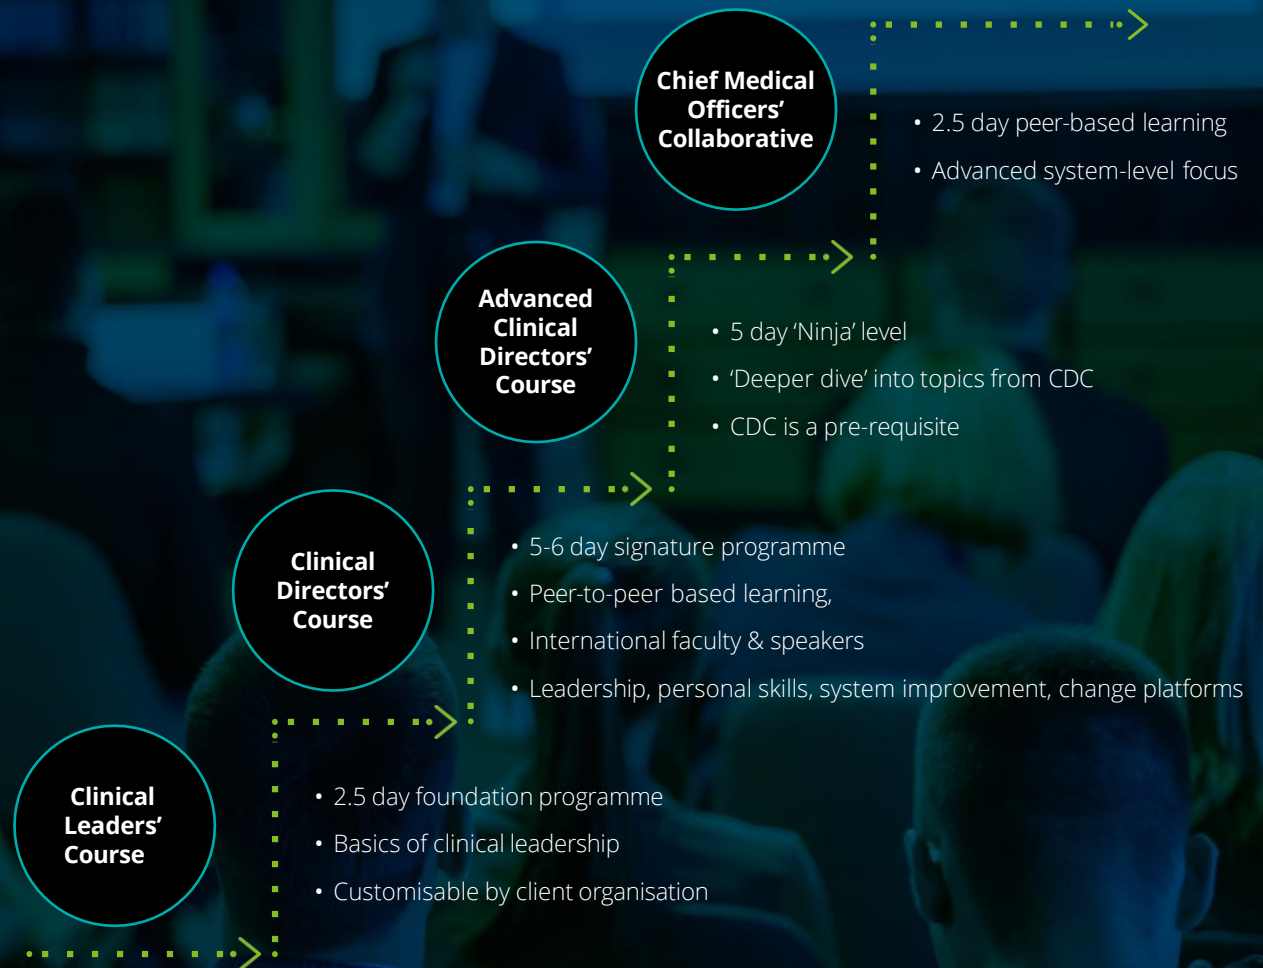 Chief Medical
Officers’
Collaborative
• 2.5 day peer-based learning
• Advanced system-level focus
Advanced
Clinical
Directors’
Course
• 5 day ‘Ninja’ level
• ‘Deeper dive’ into topics from CDC
• CDC is a pre-requisite
Clinical
Directors’
Course
• 5-6 day signature programme
• Peer-to-peer based learning,
• International faculty & speakers
• Leadership, personal skills, system improvement, change platforms
Clinical
Leaders’
Course
• 2.5 day foundation programme
• Basics of clinical leadership
• Customisable by client organisation